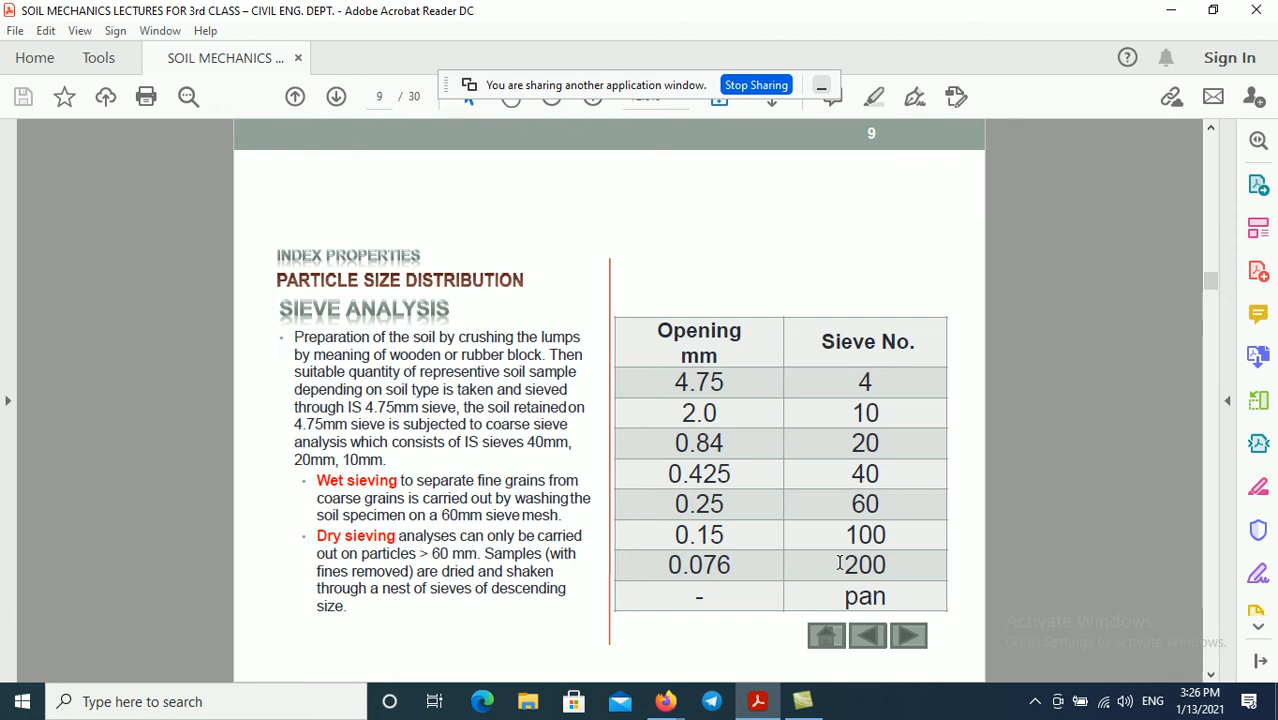 SOIL MECHANICS LECTURES FOR 3rd CLASS – CIVIL ENG. DEPT. - Adobe Acrobat Reader DC
File Edit View Sign Window Help
Home Tools SOIL MECHANICS ... ×
Sign In
You are sharing another application window. Stop Sharing
9 / 30
9
INDEX PROPERTIES
PARTICLE SIZE DISTRIBUTION
SIEVE ANALYSIS
Preparation of the soil by crushing the lumps
by meaning of wooden or rubber block. Then
suitable quantity of representive soil sample
depending on soil type is taken and sieved
through IS 4.75mm sieve, the soil retained on
4.75mm sieve is subjected to coarse sieve
analysis which consists of IS sieves 40mm,
20mm, 10mm.
Wet sieving to separate fine grains from
coarse grains is carried out by washing the
soil specimen on a 60mm sieve mesh.
Dry sieving analyses can only be carried
out on particles > 60 mm. Samples (with
fines removed) are dried and shaken
through a nest of sieves of descending
size.
Opening mm Sieve No.
4.75 4
2.0 10
0.84 20
0.425 40
0.25 60
0.15 100
0.076 200
- pan
Activate Windows
Go to Settings to activate Windows.
Type here to search
ENG
3:26 PM
1/13/2021